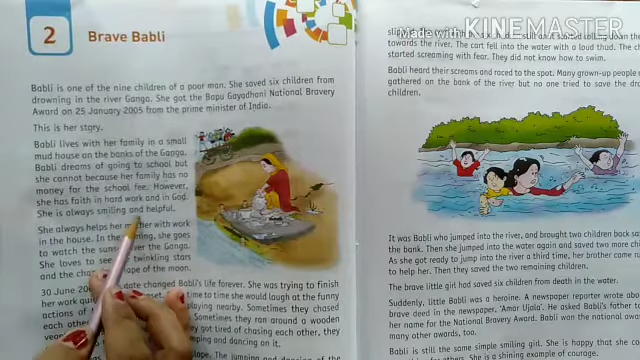 2
Brave Babli
Babli is one of the nine children of a poor man. She saved six children from
drowning in the river Ganga. She got the Bapu Gayadhani National Bravery
Award on 25 January 2005 from the prime minister of India.
This is her story.
Babli lives with her family in a small
mud house on the banks of the Ganga.
Babli dreams of going to school but
she cannot because her family has no
money for the school fee. However,
she has faith in hard work and in God.
She is always smiling and helpful.
She always helps her mother with work
in the house. In the she goes
to watch the over the Ganga.
She loves to see twinkling stars
and the of the moon.
30 June date changed Babli's life forever. She was trying to finish
her work time to time she would laugh at the funny
actions of playing nearby. Sometimes they chased
each other Sometimes they ran around a wooden
got tired of chasing each other, they
and dancing on it.
The jumping and dancing of the
Made with KINEMASTER
towards the river. The cart fell into the water with a loud thud. The
started screaming with fear. They did not know how to swim.
Babli heard their screams and raced to the spot. Many grown-up people
gathered on the bank of the river but no one tried to save the
children.
It was Babli who jumped into the river, and brought two children back
the bank. Then she jumped into the water again and saved two more
As she got ready to jump into the river a third time, her brother came
to help her. Then they saved the two remaining children.
The brave little girl had saved six children from death in the water.
Suddenly, little Babli was a heroine. A newspaper reporter wrote about
brave deed in the newspaper, 'Amar Ujala'. He asked Babli's father to
her name for the National Bravery Award. Babli won the national
many other awards, too.
Babli is still the same simple smiling girl. She is happy that she
She is a shining example of courage.